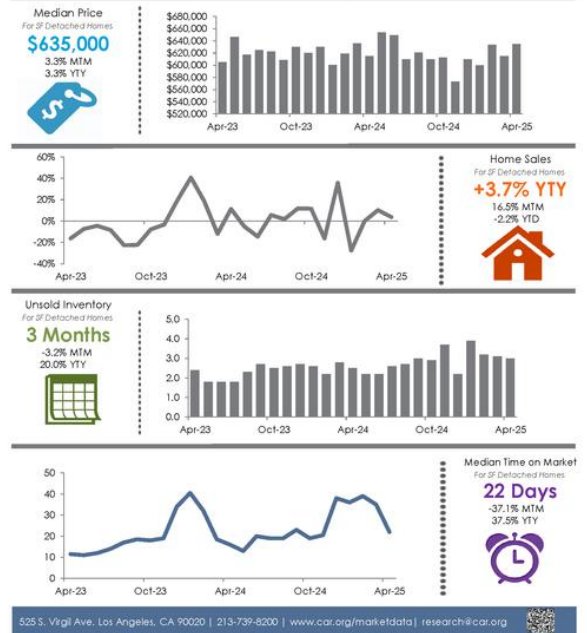 Median Price
For SF Detached Homes
$635,000
3.3% MTM
3.3% YTY
$
$680,000
$660,000
$640,000
$620,000
$600,000
$580,000
$560,000
$540,000
$520,000
Apr-23 Oct-23 Apr-24 Oct-24 Apr-25
60%
40%
20%
0%
-20%
-40%
Apr-23 Oct-23 Apr-24 Oct-24 Apr-25
Home Sales
For SF Detached Homes
+3.7% YTY
16.5% MTM
-2.2% YTD
Unsold Inventory
For SF Detached Homes
3 Months
-3.2% MTM
20.0% YTY
5.0
4.0
3.0
2.0
1.0
0.0
Apr-23 Oct-23 Apr-24 Oct-24 Apr-25
50
40
30
20
10
0
Apr-23 Oct-23 Apr-24 Oct-24 Apr-25
Median Time on Market
For SF Detached Homes
22 Days
-37.1% MTM
37.5% YTY
525 S. Virgil Ave. Los Angeles, CA 90020 | 213-739-8200 | www.car.org/marketdata| research@car.org